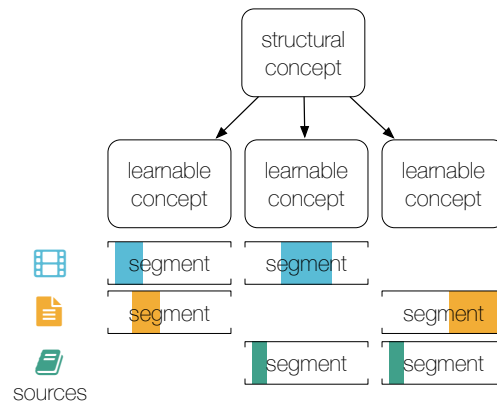 structural
concept
learnable
concept
learnable
concept
learnable
concept
segment
segment
segment
segment
segment
segment
sources